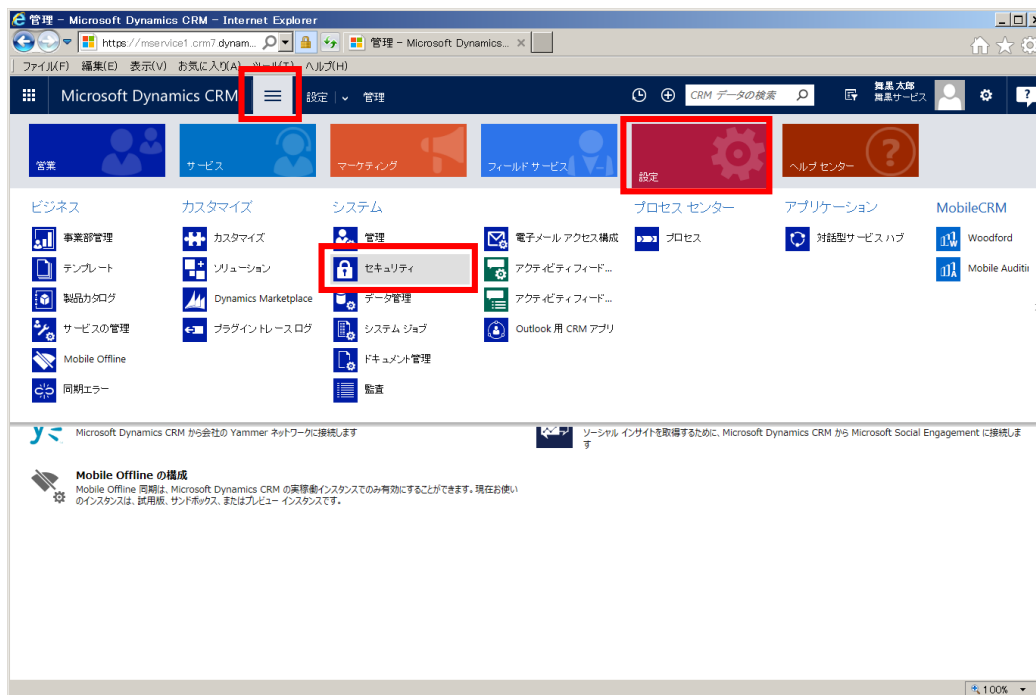 管理 - Microsoft Dynamics CRM - Internet Explorer
https://mservice1.crm7.dynam...
管理 - Microsoft Dynamics...
ファイル(F) 編集(E) 表示(V) お気に入り(A) ツール(T) ヘルプ(H)
Microsoft Dynamics CRM 設定 管理
CRM データの検索
舞黒 太郎
舞黒サービス
営業 サービス マーケティング フィールド サービス 設定 ヘルプ センター
ビジネス カスタマイズ システム プロセス センター アプリケーション MobileCRM
事業部管理 カスタマイズ 管理 電子メール アクセス構成 プロセス 対話型サービス ハブ Woodford
テンプレート ソリューション セキュリティ アクティビティ フィード... Mobile Auditi
製品カタログ Dynamics Marketplace データ管理 アクティビティ フィード...
サービスの管理 プラグイン トレース ログ システム ジョブ Outlook 用 CRM アプリ
Mobile Offline ドキュメント管理
同期エラー 監査
Microsoft Dynamics CRM から会社の Yammer ネットワークに接続します
ソーシャル インサイトを取得するために、Microsoft Dynamics CRM から Microsoft Social Engagement に接続しま
す
Mobile Offline の構成
Mobile Offline 同期は、Microsoft Dynamics CRM の実稼働インスタンスでのみ有効にすることができます。現在お使い
のインスタンスは、試用版、サンドボックス、またはプレビュー インスタンスです。
100%